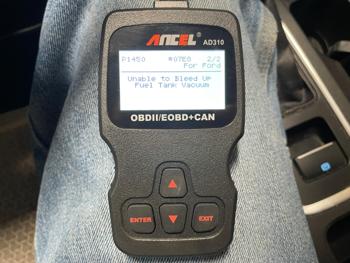 ANCEL
AD310
P1450 $07E8 2/2
For Ford
Unable to Bleed Up
Fuel Tank Vacuum
OBDII/EOBD+CAN
ENTER
EXIT